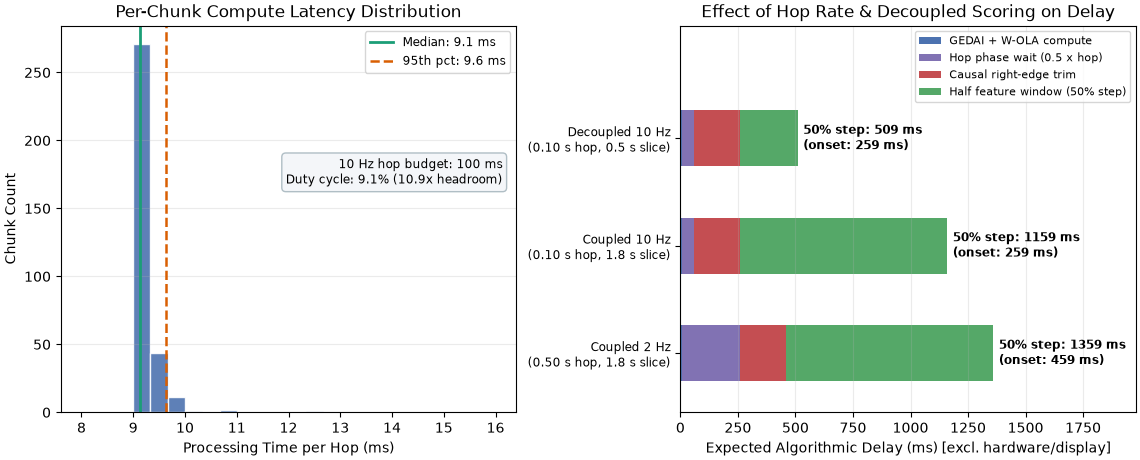 Per-Chunk Compute Latency Distribution
Chunk Count
250
200
150
100
50
0
Median: 9.1 ms
95th pct: 9.6 ms
10 Hz hop budget: 100 ms
Duty cycle: 9.1% (10.9x headroom)
8 9 10 11 12 13 14 15 16
Processing Time per Hop (ms)
Effect of Hop Rate & Decoupled Scoring on Delay
GEDAI + W-OLA compute
Hop phase wait (0.5 x hop)
Causal right-edge trim
Half feature window (50% step)
Decoupled 10 Hz
(0.10 s hop, 0.5 s slice)
50% step: 509 ms
(onset: 259 ms)
Coupled 10 Hz
(0.10 s hop, 1.8 s slice)
50% step: 1159 ms
(onset: 259 ms)
Coupled 2 Hz
(0.50 s hop, 1.8 s slice)
50% step: 1359 ms
(onset: 459 ms)
0 250 500 750 1000 1250 1500 1750
Expected Algorithmic Delay (ms) [excl. hardware/display]